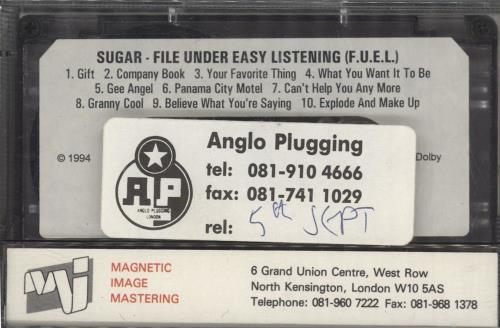 SUGAR - FILE UNDER EASY LISTENING (F.U.E.L.)
1. Gift 2. Company Book 3. Your Favorite Thing 4. What You Want It To Be
5. Gee Angel 6. Panama City Motel 7. Can't Help You Any More
8. Granny Cool 9. Believe What You're Saying 10. Explode And Make Up
© 1994
Dolby
Anglo Plugging
tel: 081-910 4666
fax: 081-741 1029
rel: 5th SEPT
AP
ANGLO PLUGGING
LONDON
MAGNETIC
IMAGE
MASTERING
6 Grand Union Centre, West Row
North Kensington, London W10 5AS
Telephone: 081-960 7222 Fax: 081-968 1378